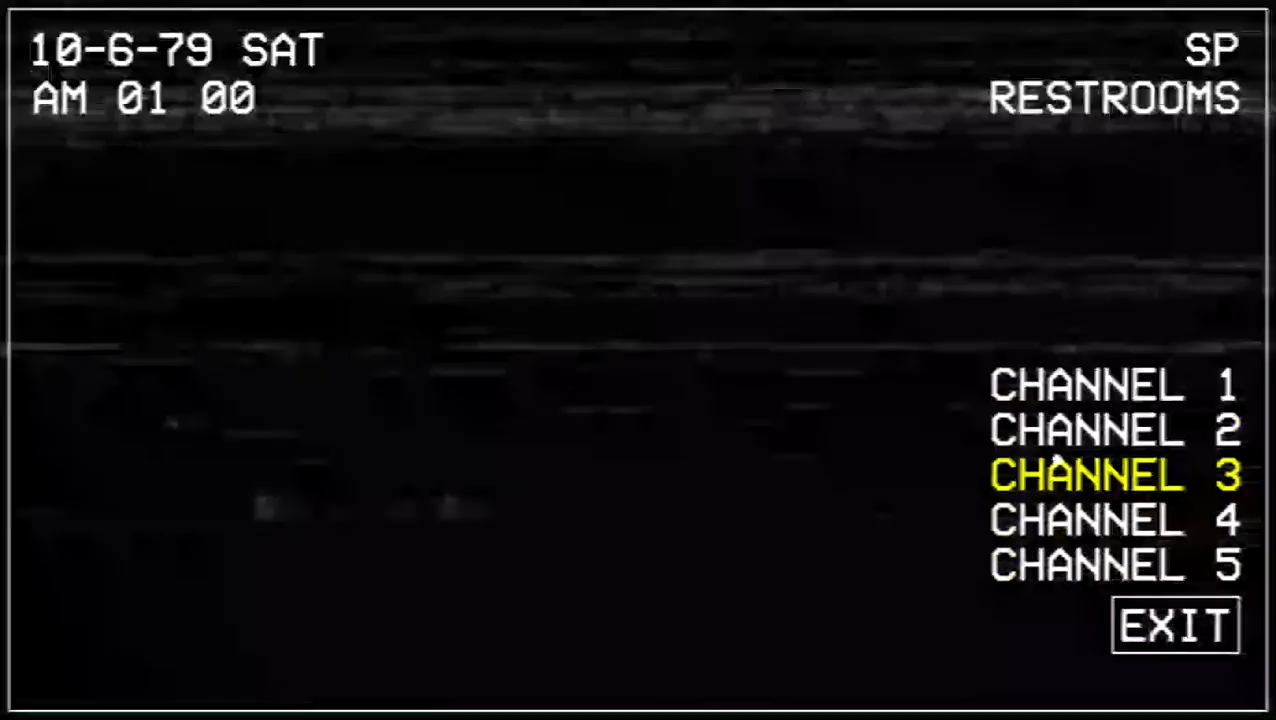 10-6-79 SAT
AM 01 00
SP
RESTROOMS
CHANNEL 1
CHANNEL 2
CHANNEL 3
CHANNEL 4
CHANNEL 5
EXIT